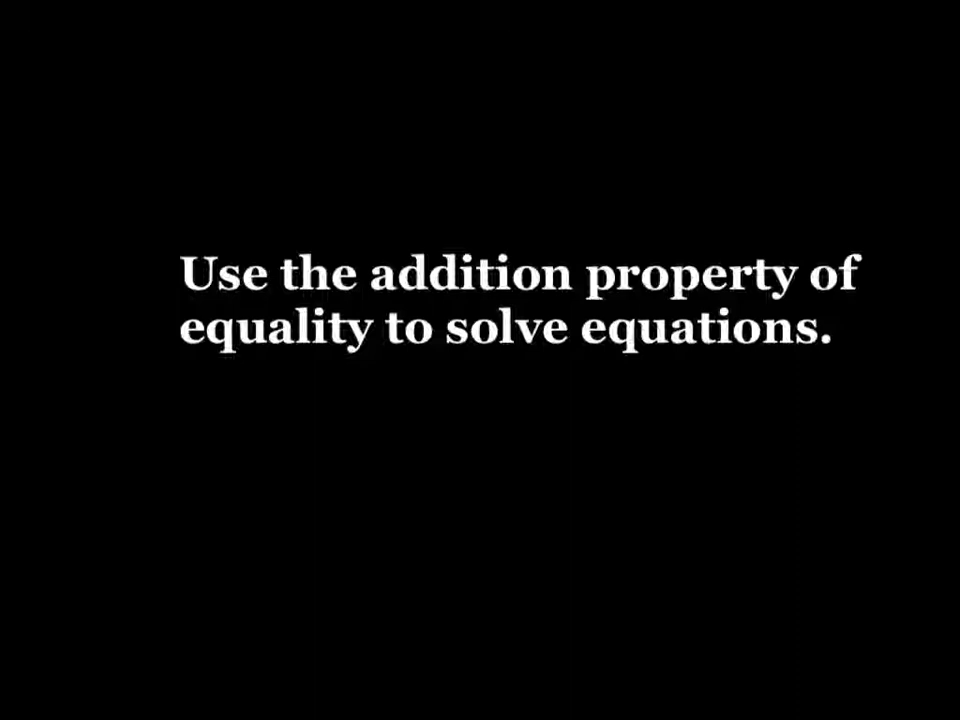 Use the addition property of
equality to solve equations.